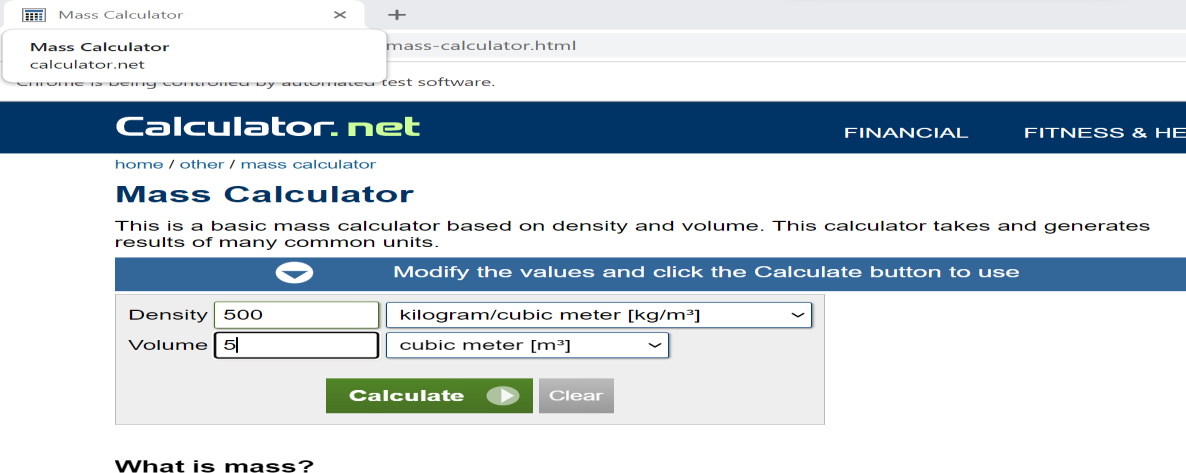 Mass Calculator
Mass Calculator
calculator.net
mass-calculator.html
Chrome is being controlled by automated test software.
Calculator.net
FINANCIAL FITNESS & HE
home / other / mass calculator
Mass Calculator
This is a basic mass calculator based on density and volume. This calculator takes and generates
results of many common units.
Modify the values and click the Calculate button to use
Density 500 kilogram/cubic meter [kg/m³]
Volume 5 cubic meter [m³]
Calculate Clear
What is mass?